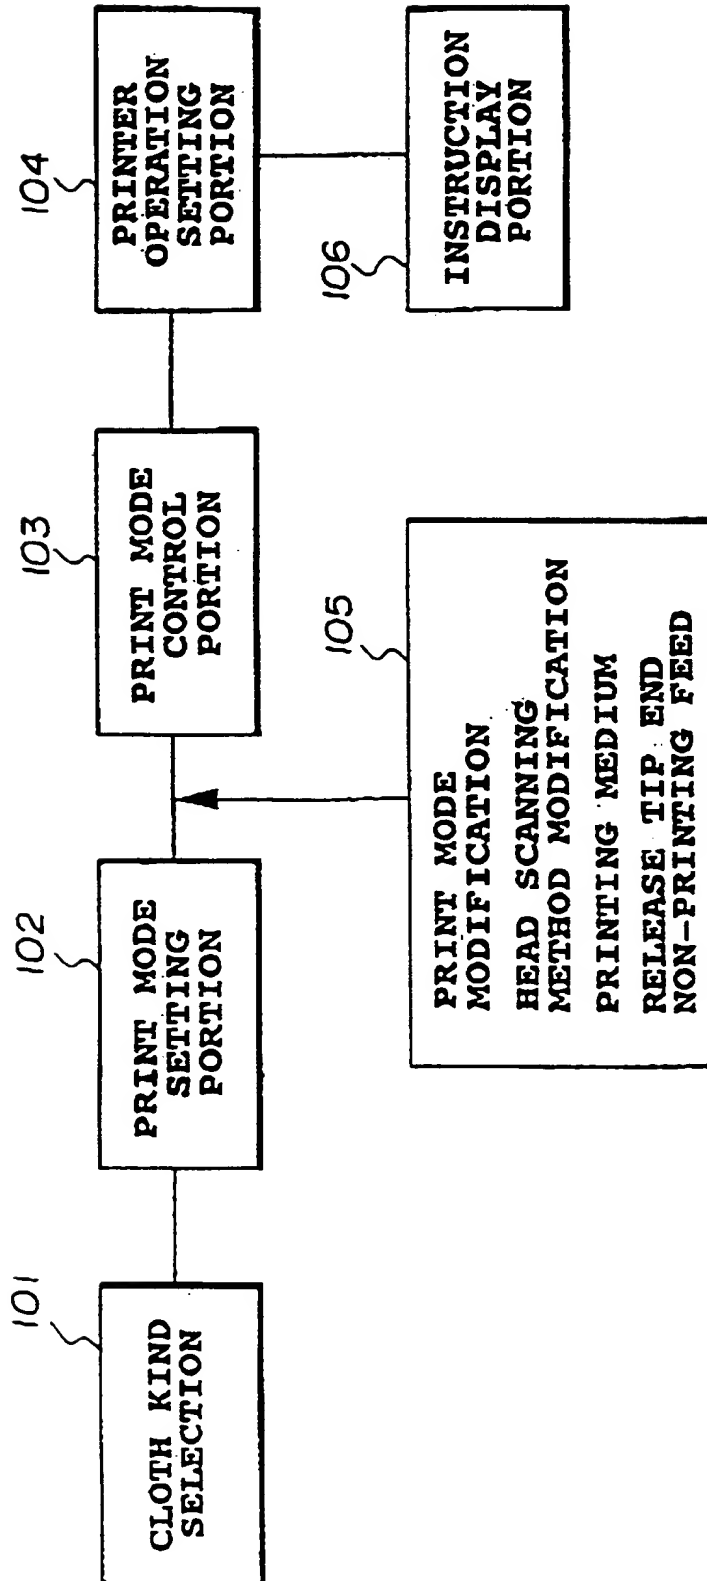 101
CLOTH KIND
SELECTION
102
PRINT MODE
SETTING
PORTION
103
PRINT MODE
CONTROL
PORTION
104
PRINTER
OPERATION
SETTING
PORTION
105
PRINT MODE
MODIFICATION
HEAD SCANNING
METHOD MODIFICATION
PRINTING MEDIUM
RELEASE TIP END
NON-PRINTING FEED
106
INSTRUCTION
DISPLAY
PORTION